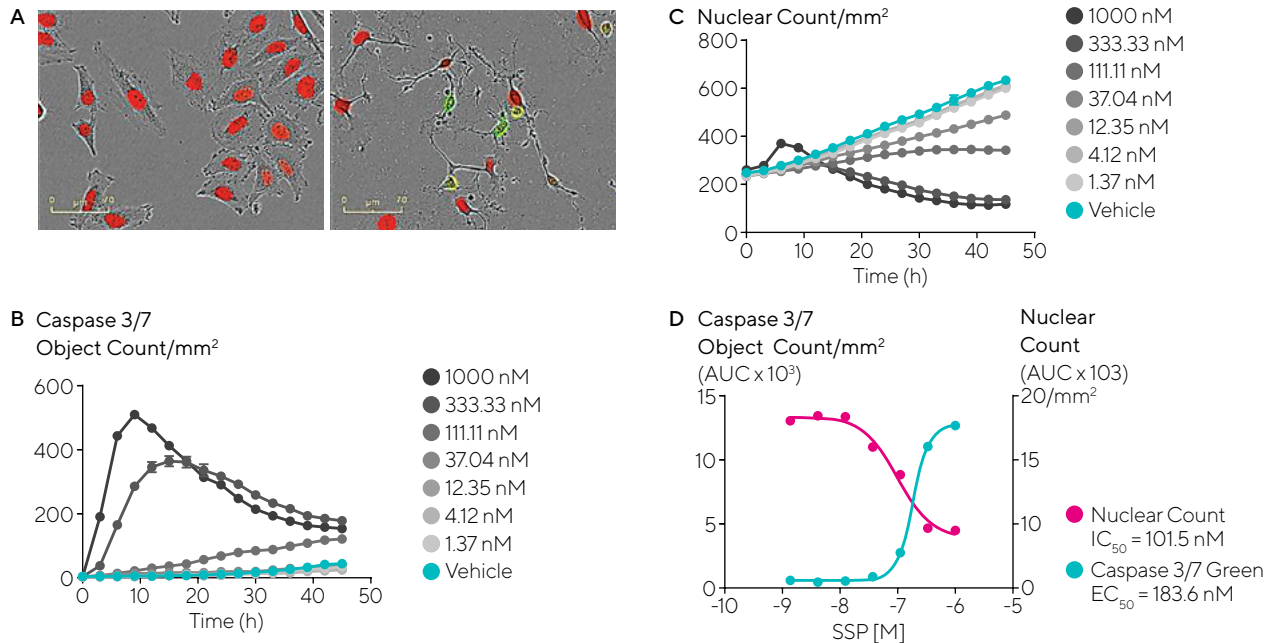 A
0 µm 70
0 µm 70
B Caspase 3/7
Object Count/mm²
600
400
200
0
0 10 20 30 40 50
Time (h)
1000 nM
333.33 nM
111.11 nM
37.04 nM
12.35 nM
4.12 nM
1.37 nM
Vehicle
C Nuclear Count/mm²
800
600
400
200
0
0 10 20 30 40 50
Time (h)
1000 nM
333.33 nM
111.11 nM
37.04 nM
12.35 nM
4.12 nM
1.37 nM
Vehicle
D Caspase 3/7
Object Count/mm²
(AUC x 10³)
Nuclear
Count
(AUC x 103)
20/mm²
15
10
5
0
10
0
-10 -9 -8 -7 -6 -5
SSP [M]
Nuclear Count
IC₅₀ = 101.5 nM
Caspase 3/7 Green
EC₅₀ = 183.6 nM